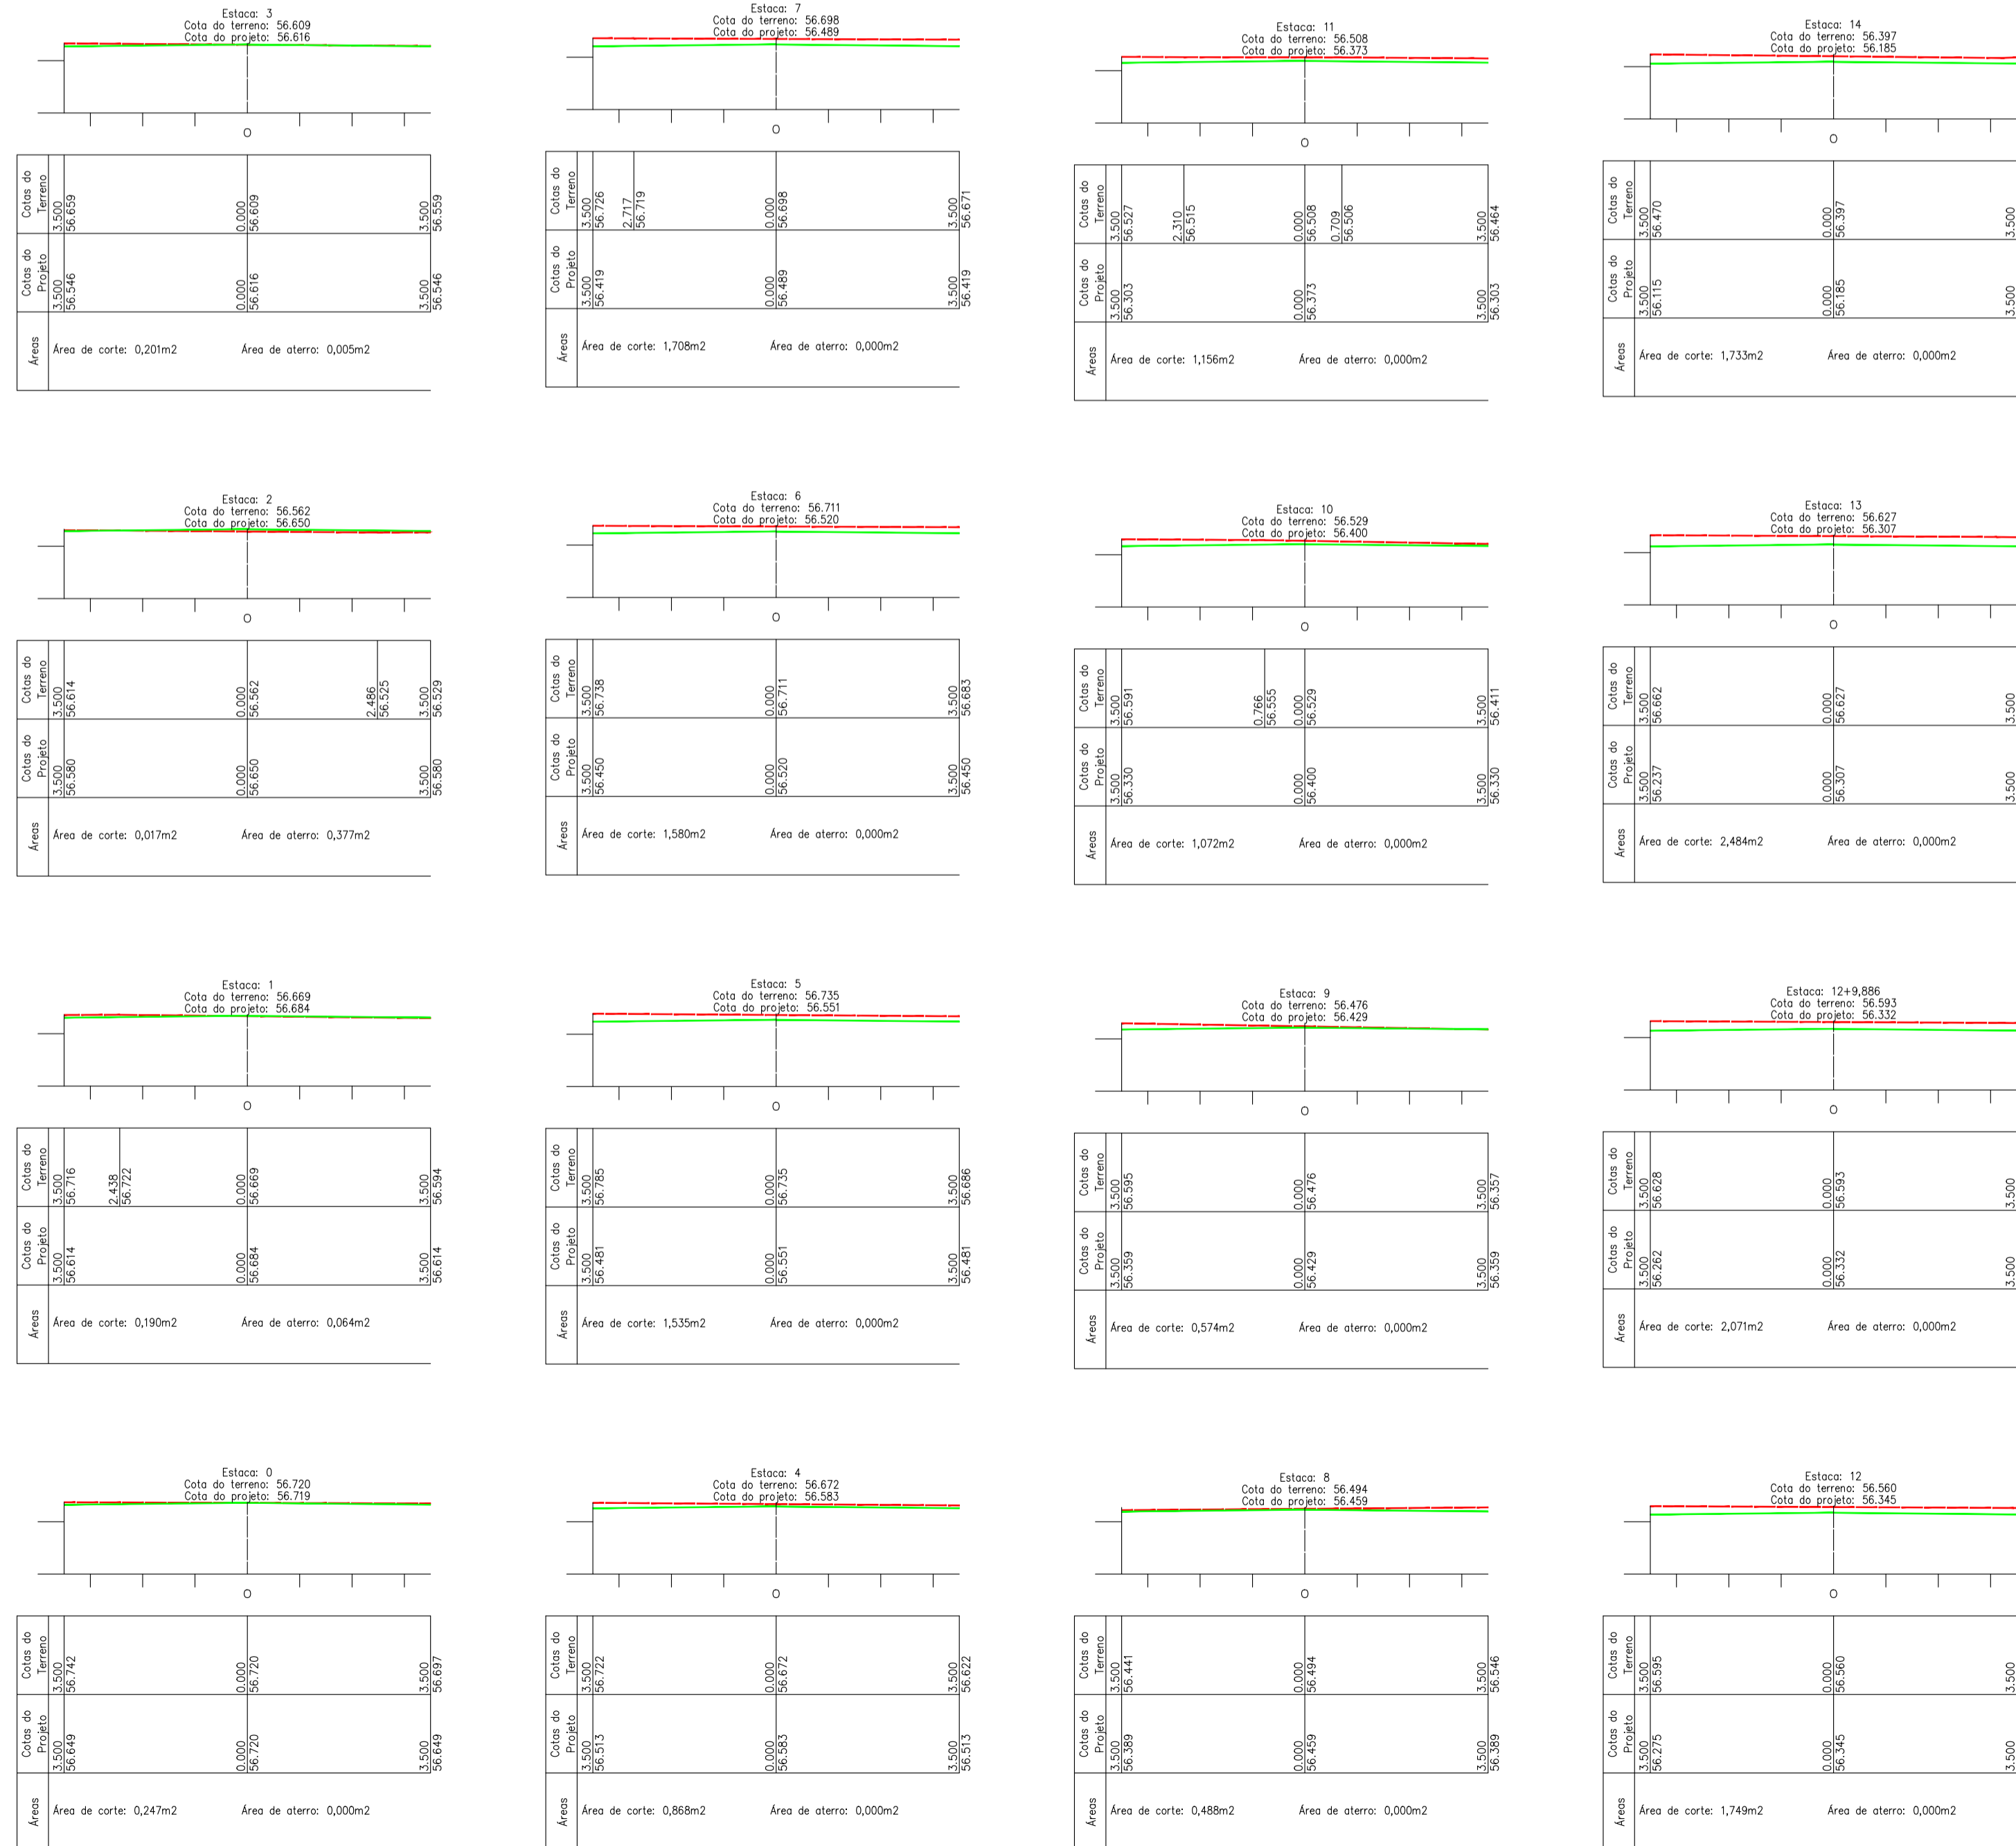 Estaca: 3
Cota do terreno: 56.609
Cota do projeto: 56.616
O
Cotas do
Terreno
3.500
56.659
0.000
56.609
3.500
56.559
Cotas do
Projeto
3.500
56.546
0.000
56.616
3.500
56.546
Áreas
Área de corte: 0,201m2 Área de aterro: 0,005m2
Estaca: 7
Cota do terreno: 56.698
Cota do projeto: 56.489
O
Cotas do
Terreno
3.500
56.726
2.717
56.719
0.000
56.698
3.500
56.671
Cotas do
Projeto
3.500
56.419
0.000
56.489
3.500
56.419
Áreas
Área de corte: 1,708m2 Área de aterro: 0,000m2
Estaca: 11
Cota do terreno: 56.508
Cota do projeto: 56.373
O
Cotas do
Terreno
3.500
56.527
2.310
56.515
0.000
56.508
0.709
56.506
3.500
56.464
Cotas do
Projeto
3.500
56.303
0.000
56.373
3.500
56.303
Áreas
Área de corte: 1,156m2 Área de aterro: 0,000m2
Estaca: 14
Cota do terreno: 56.397
Cota do projeto: 56.185
O
Cotas do
Terreno
3.500
56.470
0.000
56.397
3.500
Cotas do
Projeto
3.500
56.115
0.000
56.185
3.500
Áreas
Área de corte: 1,733m2 Área de aterro: 0,000m2
Estaca: 2
Cota do terreno: 56.562
Cota do projeto: 56.650
O
Cotas do
Terreno
3.500
56.614
0.000
56.562
2.486
56.525
3.500
56.529
Cotas do
Projeto
3.500
56.580
0.000
56.650
3.500
56.580
Áreas
Área de corte: 0,017m2 Área de aterro: 0,377m2
Estaca: 6
Cota do terreno: 56.711
Cota do projeto: 56.520
O
Cotas do
Terreno
3.500
56.738
0.000
56.711
3.500
56.683
Cotas do
Projeto
3.500
56.450
0.000
56.520
3.500
56.450
Áreas
Área de corte: 1,580m2 Área de aterro: 0,000m2
Estaca: 10
Cota do terreno: 56.529
Cota do projeto: 56.400
O
Cotas do
Terreno
3.500
56.591
0.766
56.555
0.000
56.529
3.500
56.411
Cotas do
Projeto
3.500
56.330
0.000
56.400
3.500
56.330
Áreas
Área de corte: 1,072m2 Área de aterro: 0,000m2
Estaca: 13
Cota do terreno: 56.627
Cota do projeto: 56.307
O
Cotas do
Terreno
3.500
56.662
0.000
56.627
3.500
Cotas do
Projeto
3.500
56.237
0.000
56.307
3.500
Áreas
Área de corte: 2,484m2 Área de aterro: 0,000m2
Estaca: 1
Cota do terreno: 56.669
Cota do projeto: 56.684
O
Cotas do
Terreno
3.500
56.716
2.438
56.722
0.000
56.669
3.500
56.594
Cotas do
Projeto
3.500
56.614
0.000
56.684
3.500
56.614
Áreas
Área de corte: 0,190m2 Área de aterro: 0,064m2
Estaca: 5
Cota do terreno: 56.735
Cota do projeto: 56.551
O
Cotas do
Terreno
3.500
56.785
0.000
56.735
3.500
56.686
Cotas do
Projeto
3.500
56.481
0.000
56.551
3.500
56.481
Áreas
Área de corte: 1,535m2 Área de aterro: 0,000m2
Estaca: 9
Cota do terreno: 56.476
Cota do projeto: 56.429
O
Cotas do
Terreno
3.500
56.595
0.000
56.476
3.500
56.357
Cotas do
Projeto
3.500
56.359
0.000
56.429
3.500
56.359
Áreas
Área de corte: 0,574m2 Área de aterro: 0,000m2
Estaca: 12+9,886
Cota do terreno: 56.593
Cota do projeto: 56.332
O
Cotas do
Terreno
3.500
56.628
0.000
56.593
3.500
Cotas do
Projeto
3.500
56.262
0.000
56.332
3.500
Áreas
Área de corte: 2,071m2 Área de aterro: 0,000m2
Estaca: 0
Cota do terreno: 56.720
Cota do projeto: 56.719
O
Cotas do
Terreno
3.500
56.742
0.000
56.720
3.500
56.697
Cotas do
Projeto
3.500
56.649
0.000
56.720
3.500
56.649
Áreas
Área de corte: 0,247m2 Área de aterro: 0,000m2
Estaca: 4
Cota do terreno: 56.672
Cota do projeto: 56.583
O
Cotas do
Terreno
3.500
56.722
0.000
56.672
3.500
56.622
Cotas do
Projeto
3.500
56.513
0.000
56.583
3.500
56.513
Áreas
Área de corte: 0,868m2 Área de aterro: 0,000m2
Estaca: 8
Cota do terreno: 56.494
Cota do projeto: 56.459
O
Cotas do
Terreno
3.500
56.441
0.000
56.494
3.500
56.546
Cotas do
Projeto
3.500
56.389
0.000
56.459
3.500
56.389
Áreas
Área de corte: 0,488m2 Área de aterro: 0,000m2
Estaca: 12
Cota do terreno: 56.560
Cota do projeto: 56.345
O
Cotas do
Terreno
3.500
56.595
0.000
56.560
3.500
Cotas do
Projeto
3.500
56.275
0.000
56.345
3.500
Áreas
Área de corte: 1,749m2 Área de aterro: 0,000m2